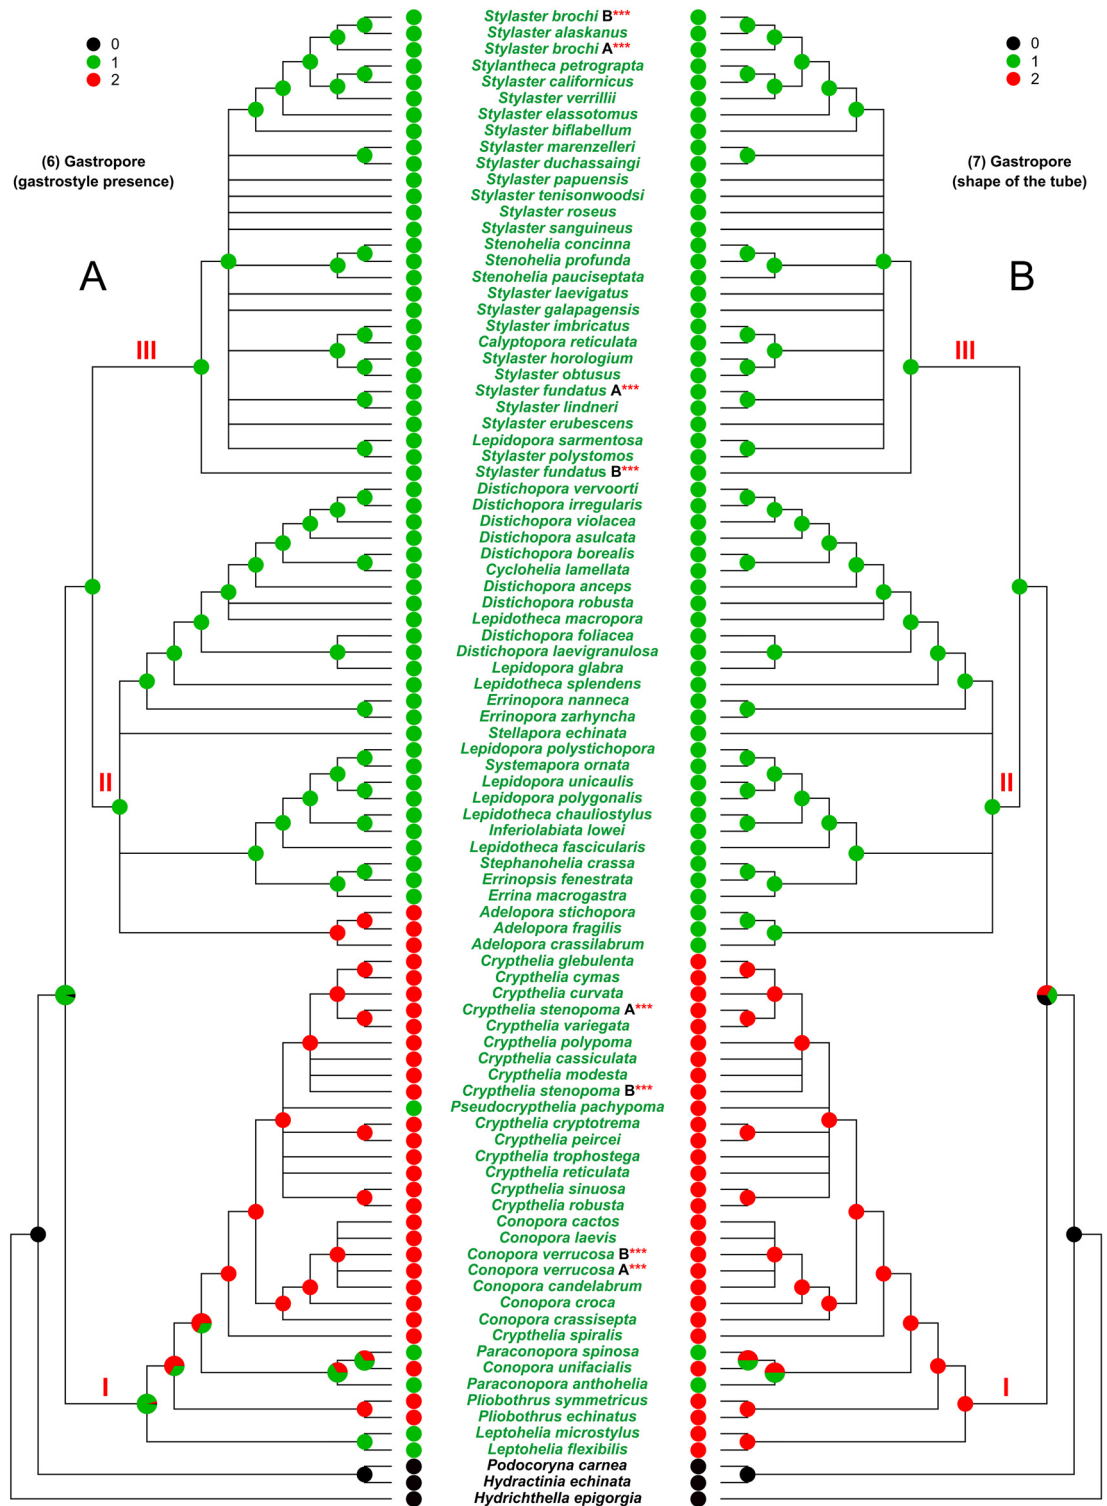 0
1
2
(6) Gastropore
(gastrostyle presence)
A
III
II
I
Stylaster brochi B***
Stylaster alaskanus
Stylaster brochi A***
Stylantheca petrograpta
Stylaster californicus
Stylaster verrillii
Stylaster elassotomus
Stylaster biflabellum
Stylaster marenzelleri
Stylaster duchassaingi
Stylaster papuensis
Stylaster tenisonwoodsi
Stylaster roseus
Stylaster sanguineus
Stenohelia concinna
Stenohelia profunda
Stenohelia pauciseptata
Stylaster laevigatus
Stylaster galapagensis
Stylaster imbricatus
Calyptopora reticulata
Stylaster horologium
Stylaster obtusus
Stylaster fundatus A***
Stylaster lindneri
Stylaster erubescens
Lepidopora sarmentosa
Stylaster polystomos
Stylaster fundatus B***
Distichopora vervoorti
Distichopora irregularis
Distichopora violacea
Distichopora asulcata
Distichopora borealis
Cyclohelia lamellata
Distichopora anceps
Distichopora robusta
Lepidotheca macropora
Distichopora foliacea
Distichopora laevigranulosa
Lepidopora glabra
Lepidotheca splendens
Errinopora nanneca
Errinopora zarhyncha
Stellapora echinata
Lepidopora polystichopora
Systemapora ornata
Lepidopora unicaulis
Lepidopora polygonalis
Lepidotheca chauliostylus
Inferiolabiata lowei
Lepidotheca fascicularis
Stephanohelia crassa
Errinopsis fenestrata
Errina macrogastra
Adelopora stichopora
Adelopora fragilis
Adelopora crassilabrum
Crypthelia glebulenta
Crypthelia cymas
Crypthelia curvata
Crypthelia stenopoma A***
Crypthelia variegata
Crypthelia polypoma
Crypthelia cassiculata
Crypthelia modesta
Crypthelia stenopoma B***
Pseudocrypthelia pachypoma
Crypthelia cryptotrema
Crypthelia peircei
Crypthelia trophostega
Crypthelia reticulata
Crypthelia sinuosa
Crypthelia robusta
Conopora cactos
Conopora laevis
Conopora verrucosa B***
Conopora verrucosa A***
Conopora candelabrum
Conopora croca
Conopora crassisepta
Crypthelia spiralis
Paraconopora spinosa
Conopora unifacialis
Paraconopora anthohelia
Pliobothrus symmetricus
Pliobothrus echinatus
Leptohelia microstylus
Leptohelia flexibilis
Podocoryna carnea
Hydractinia echinata
Hydrichthella epigorgia
0
1
2
(7) Gastropore
(shape of the tube)
B
III
II
I